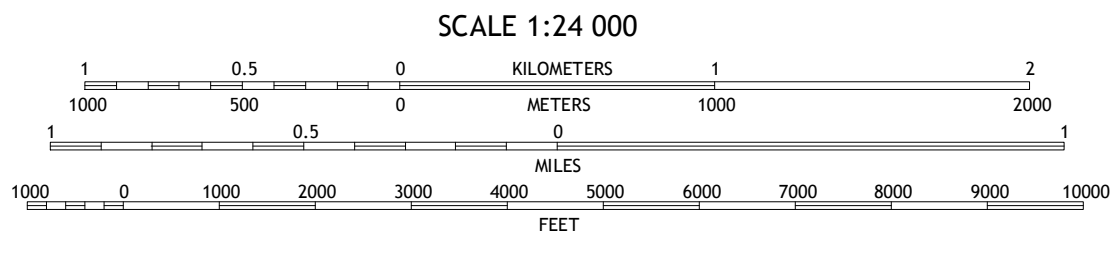 SCALE 1:24 000
1 0.5 0 KILOMETERS 1 2
1000 500 0 METERS 1000 2000
1 0.5 0 1
MILES
1000 0 1000 2000 3000 4000 5000 6000 7000 8000 9000 10000
FEET